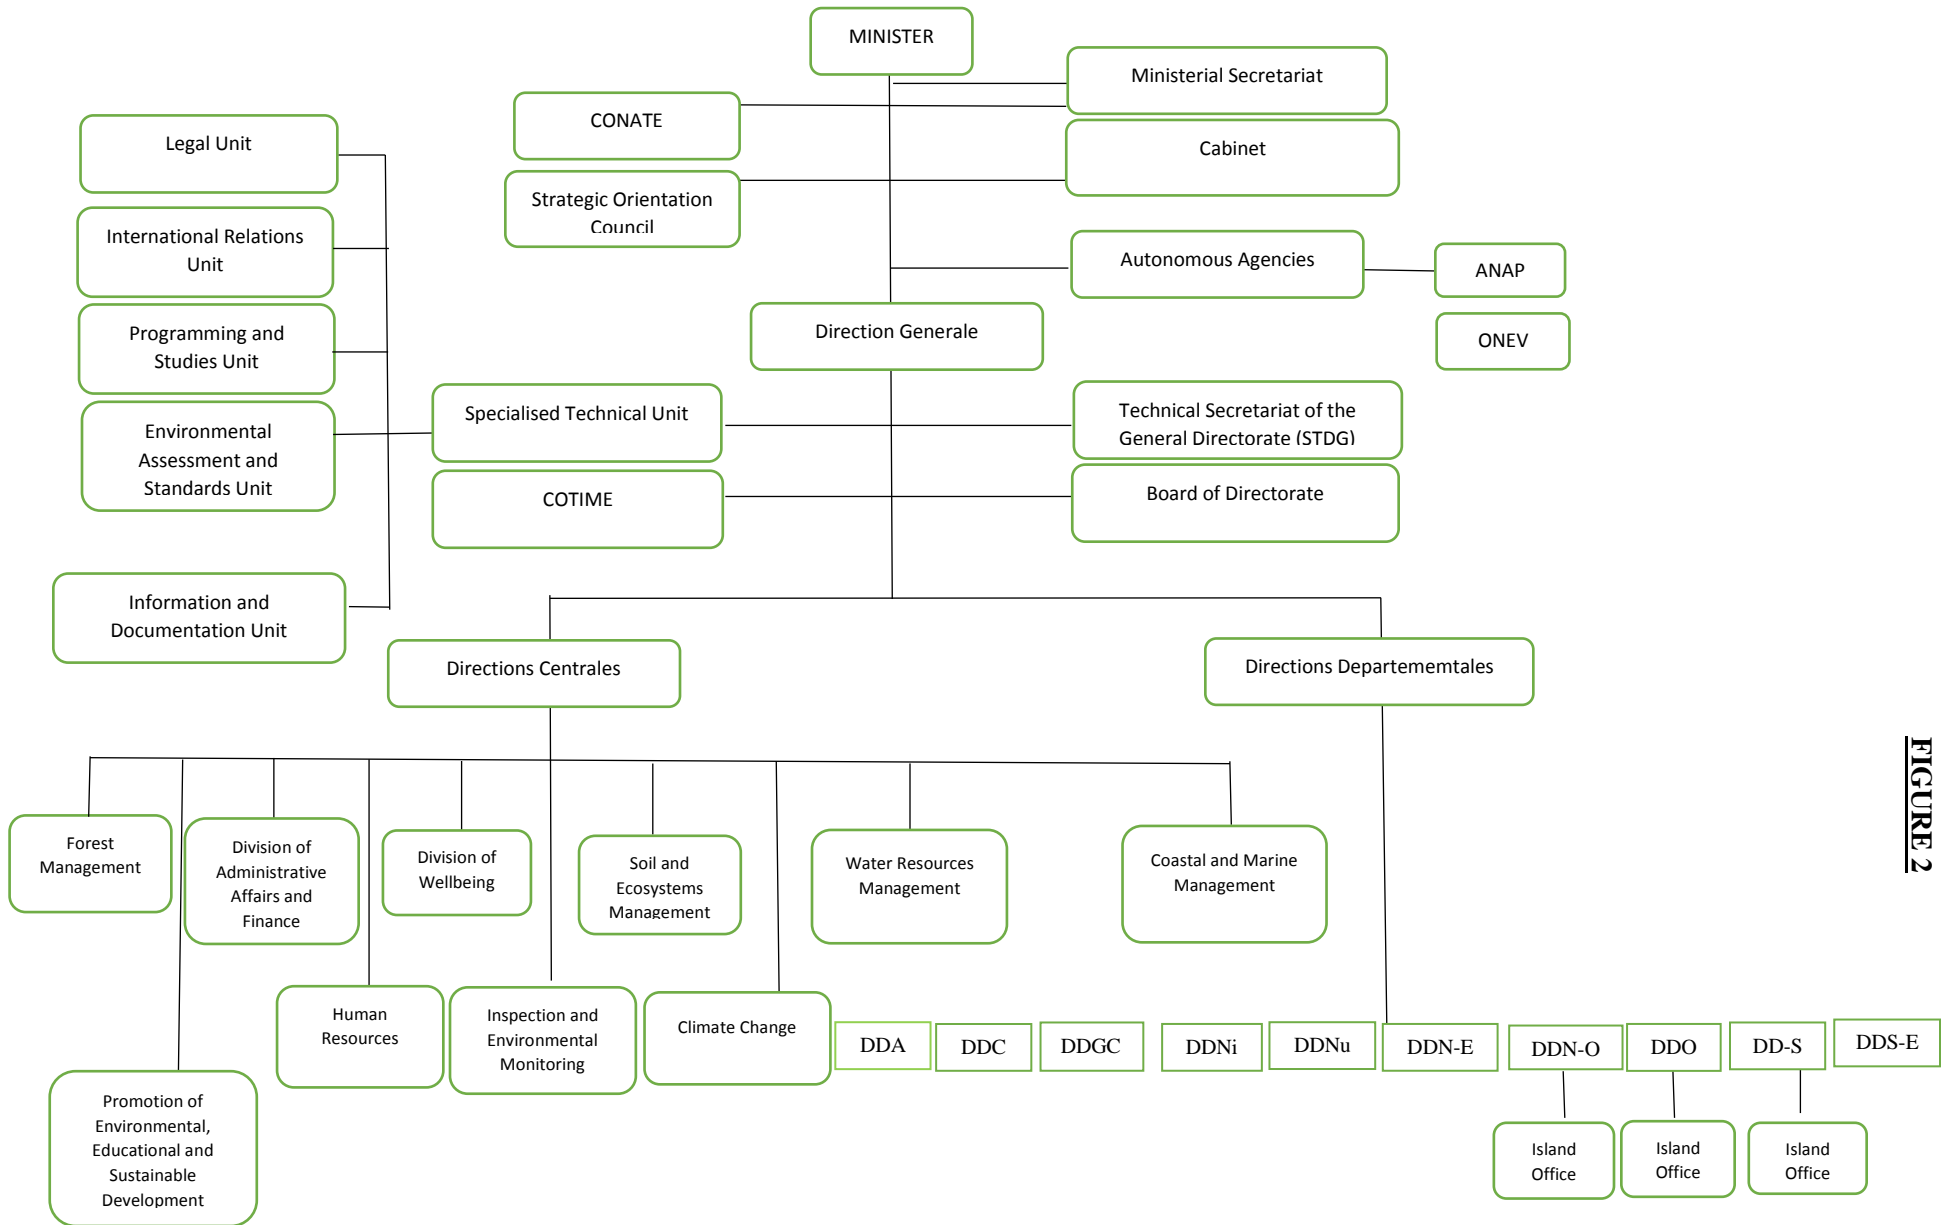 MINISTER
Ministerial Secretariat
CONATE
Cabinet
Strategic Orientation
Council
Legal Unit
International Relations
Unit
Autonomous Agencies
ANAP
Programming and
Studies Unit
Direction Generale
ONEV
Environmental
Assessment and
Standards Unit
Specialised Technical Unit
Technical Secretariat of the
General Directorate (STDG)
COTIME
Board of Directorate
Information and
Documentation Unit
Directions Centrales
Directions Departememtales
FIGURE 2
Forest
Management
Division of
Administrative
Affairs and
Finance
Division of
Wellbeing
Soil and
Ecosystems
Management
Water Resources
Management
Coastal and Marine
Management
Human
Resources
Inspection and
Environmental
Monitoring
Climate Change
DDA
DDC
DDGC
DDNi
DDNu
DDN-E
DDN-O
DDO
DD-S
DDS-E
Promotion of
Environmental,
Educational and
Sustainable
Development
Island
Office
Island
Office
Island
Office